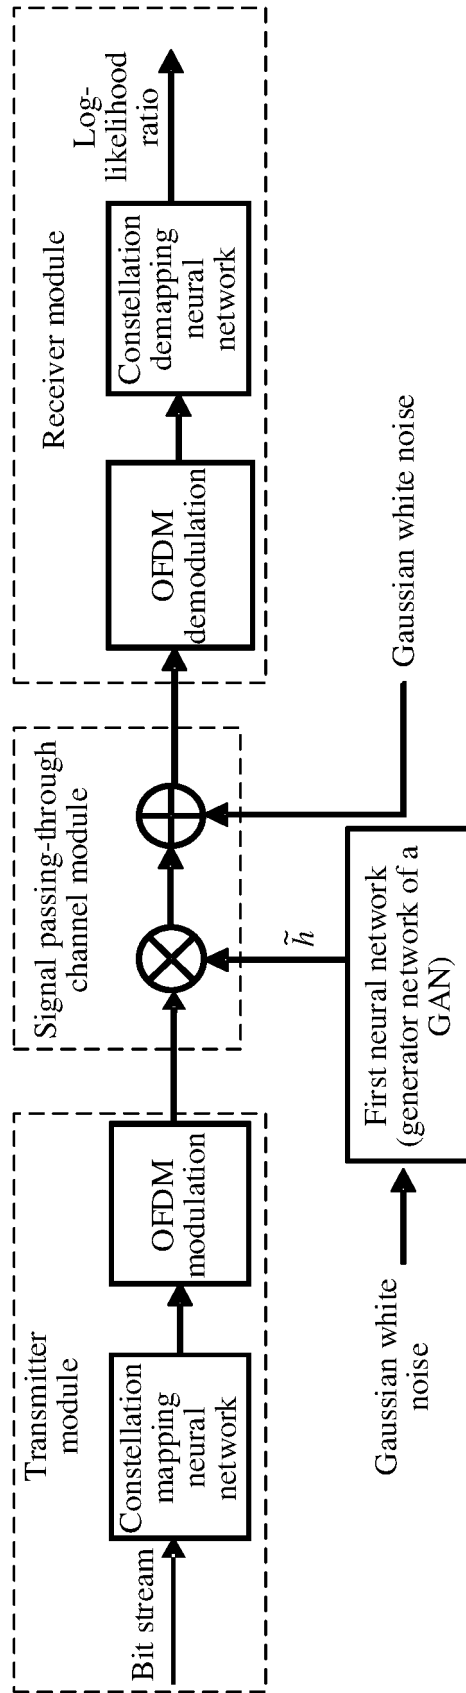 Transmitter
module
Bit stream
Constellation
mapping
neural
network
OFDM
modulation
Signal passing-through
channel module
h̃
Gaussian white
noise
First neural network
(generator network of a
GAN)
Gaussian white noise
Receiver module
OFDM
demodulation
Constellation
demapping
neural
network
Log-
likelihood
ratio